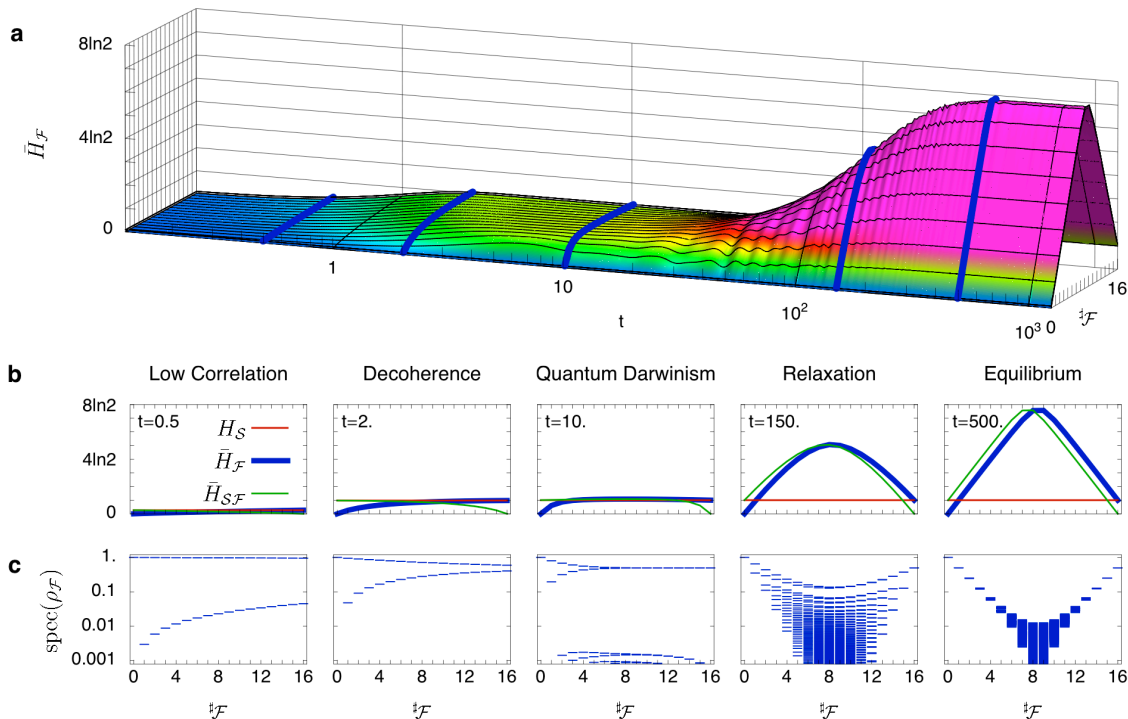 a
8ln2
4ln2
0
H̄_ℱ
1
10
10²
10³
0
16
t
♯ℱ
b
Low Correlation Decoherence Quantum Darwinism Relaxation Equilibrium
8ln2
4ln2
0
t=0.5 t=2. t=10. t=150. t=500.
H_𝒮
H̄_ℱ
H̄_𝒮ℱ
c
spec(ρ_ℱ)
1.
0.1
0.01
0.001
0 4 8 12 16 0 4 8 12 16 0 4 8 12 16 0 4 8 12 16 0 4 8 12 16
♯ℱ ♯ℱ ♯ℱ ♯ℱ ♯ℱ